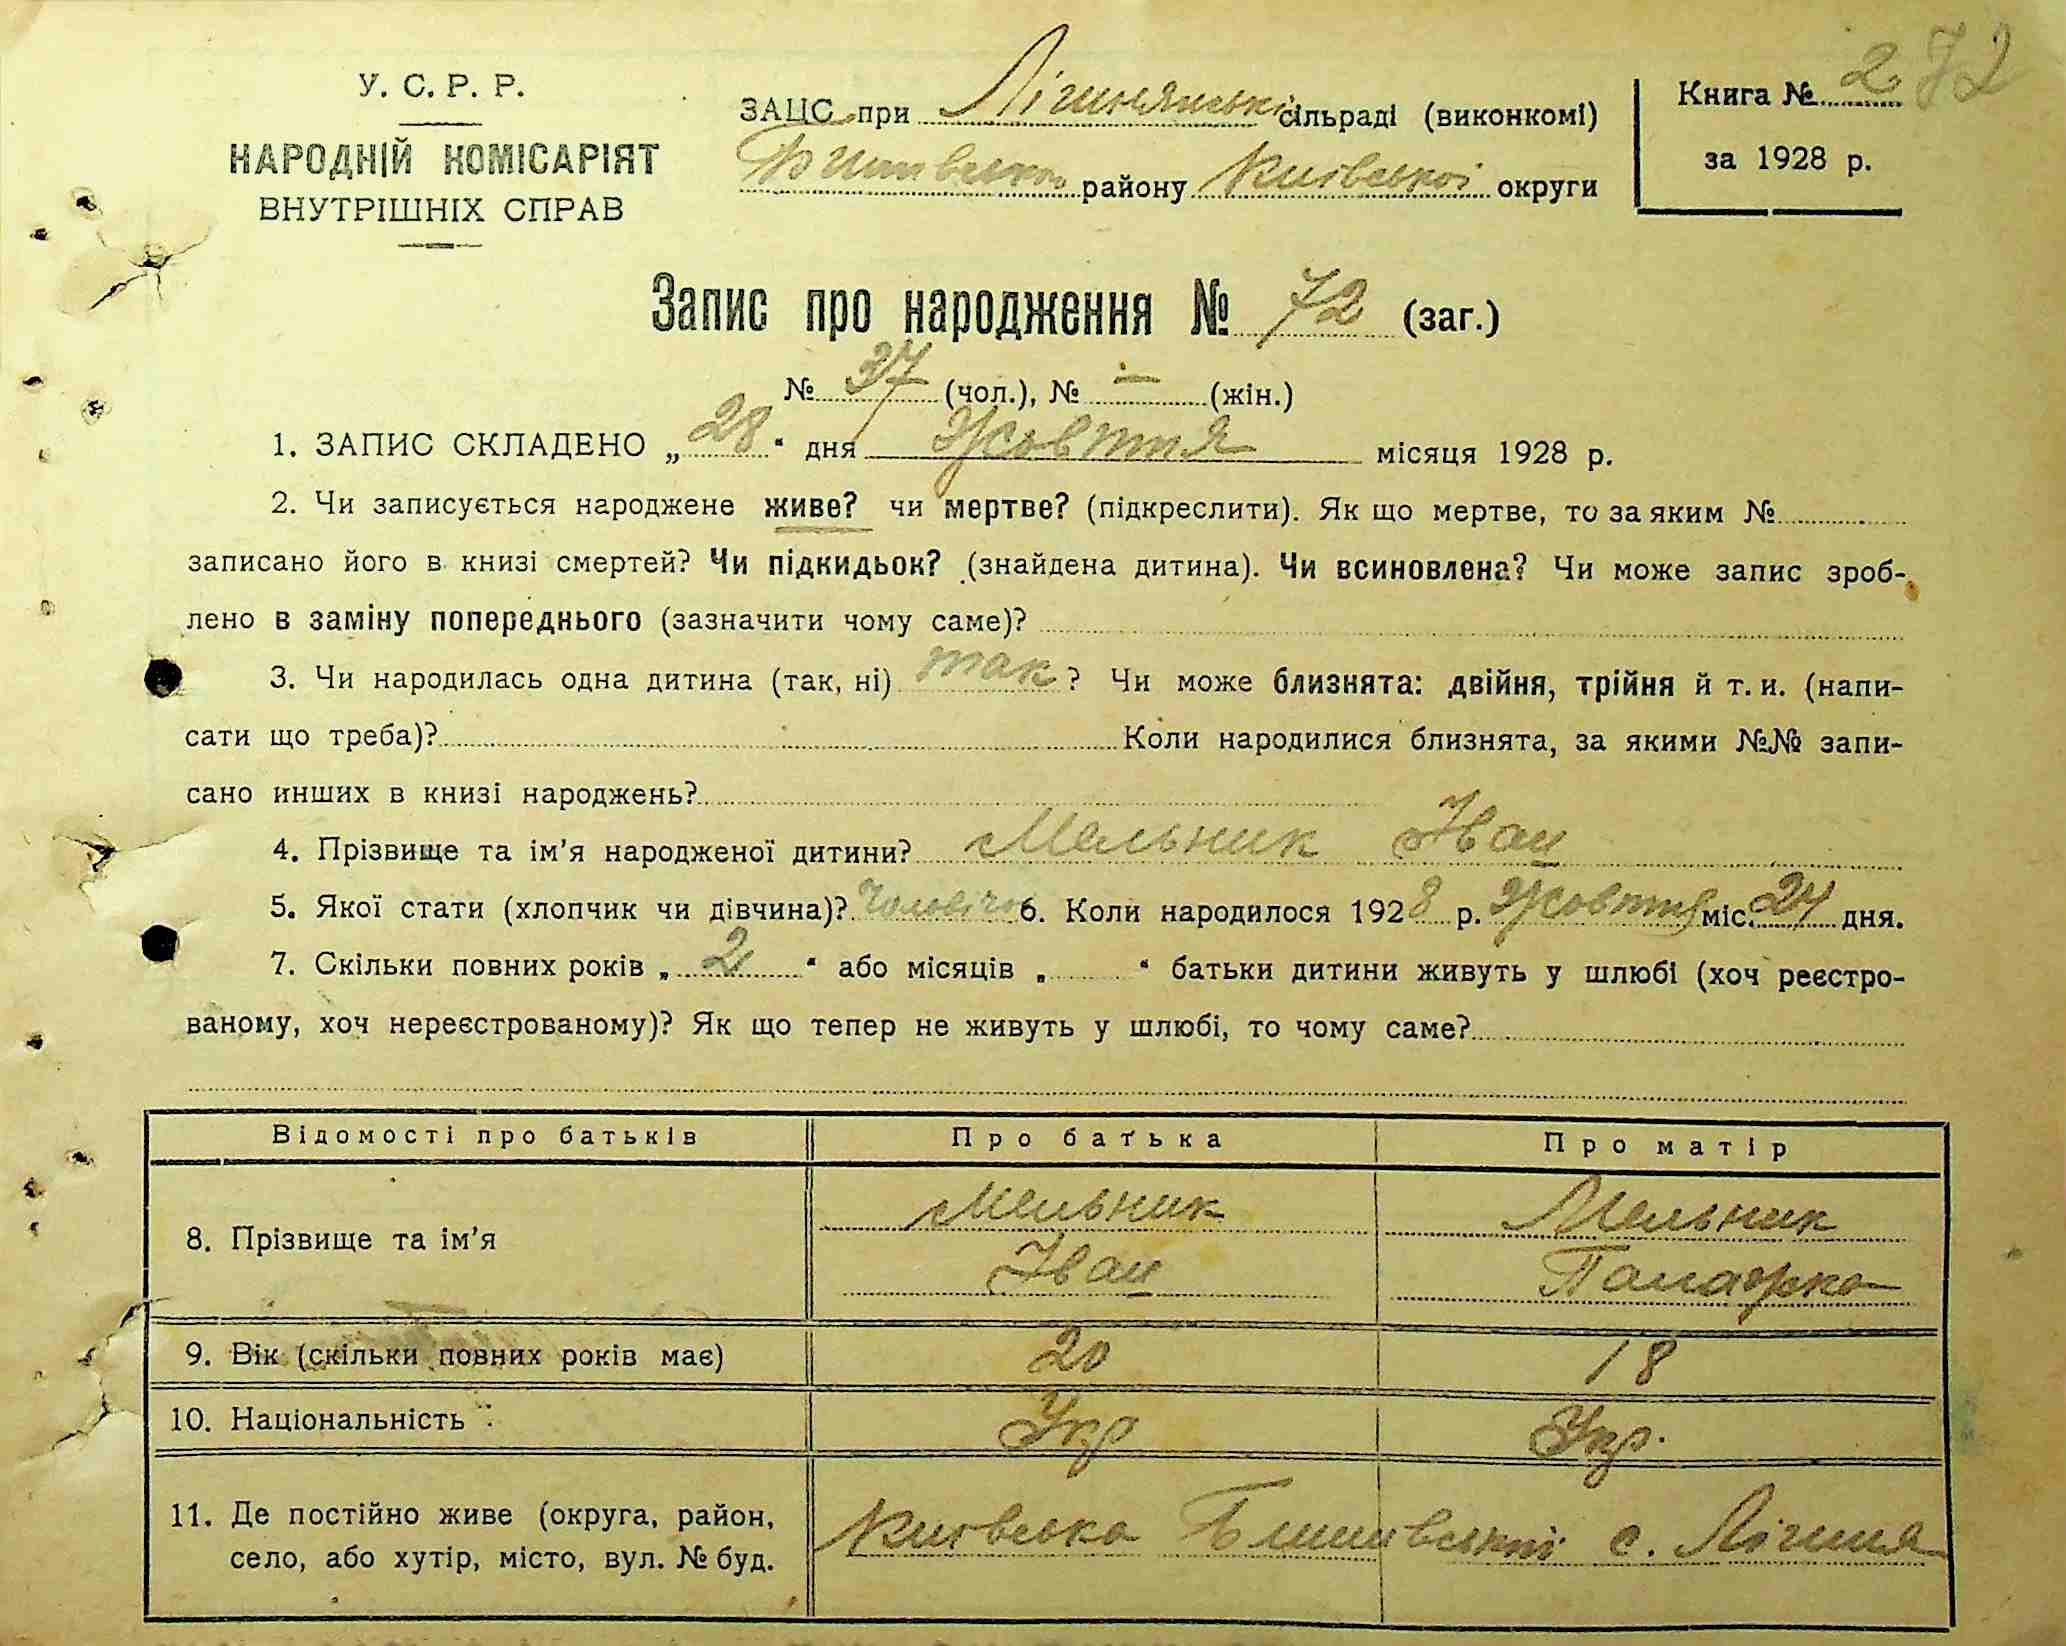 У. С. Р. Р.
НАРОДНІЙ КОМІСАРІЯТ
ВНУТРІШНІХ СПРАВ
ЗАЦС при Лічнянські сільраді (виконкомі)
району Київської округи
Книга № 2 72
за 1928 р.
Запис про народження № 72 (заг.)
№ 37 (чол.), № — (жін.)
1. ЗАПИС СКЛАДЕНО „28“ дня Жовтня місяця 1928 р.
2. Чи записується народжене живе? чи мертве? (підкреслити). Як що мертве, то за яким №
записано його в книзі смертей? Чи підкидьок? (знайдена дитина). Чи всиновлена? Чи може запис зроб-
лено в заміну попереднього (зазначити чому саме)?
3. Чи народилась одна дитина (так, ні) так? Чи може близнята: двійня, трійня й т. и. (напи-
сати що треба)? Коли народилися близнята, за якими №№ запи-
сано инших в книзі народжень?
4. Прізвище та ім’я народженої дитини? Мельник Іван
5. Якої стати (хлопчик чи дівчина)? 6. Коли народилося 1928 р. Жовтня міс. 24 дня.
7. Скільки повних років „2“ або місяців „ “ батьки дитини живуть у шлюбі (хоч реєстро-
ваному, хоч нереєстрованому)? Як що тепер не живуть у шлюбі, то чому саме?
Відомості про батьків Про батька Про матір
8. Прізвище та ім’я Мельник Іван Мельник Палажка
9. Вік (скільки повних років має) 20 18
10. Національність Укр Укр.
11. Де постійно живе (округа, район,
село, або хутір, місто, вул. № буд.
Київська с.